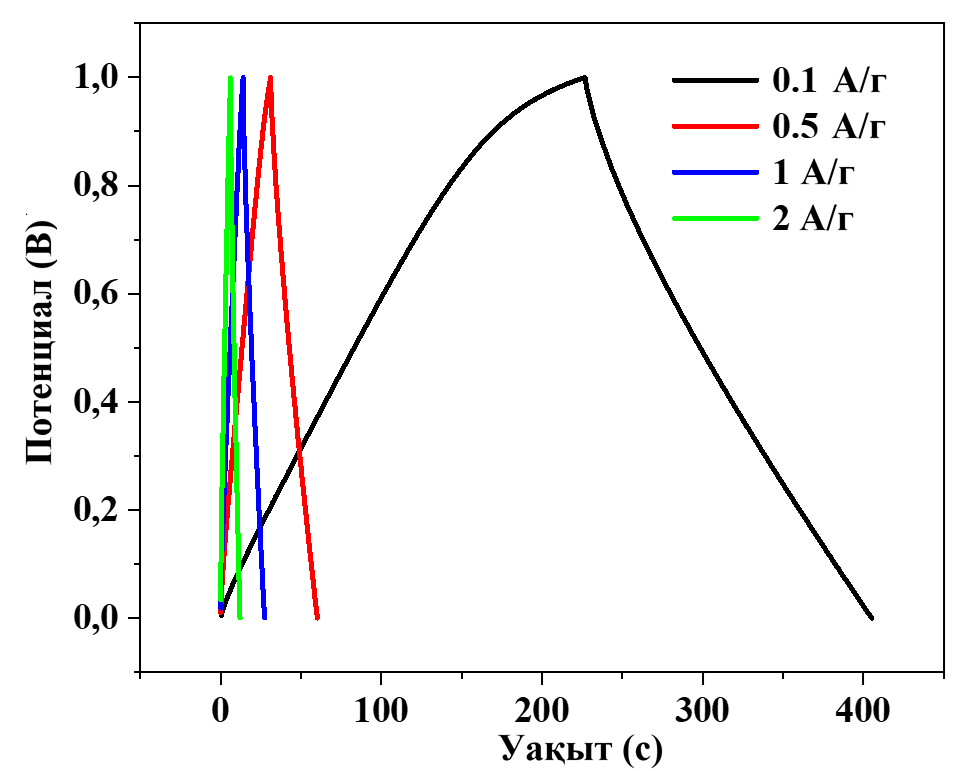 Потенциал (В)
1,0
0,8
0,6
0,4
0,2
0,0
0.1 А/г
0.5 А/г
1 А/г
2 А/г
0 100 200 300 400
Уақыт (с)